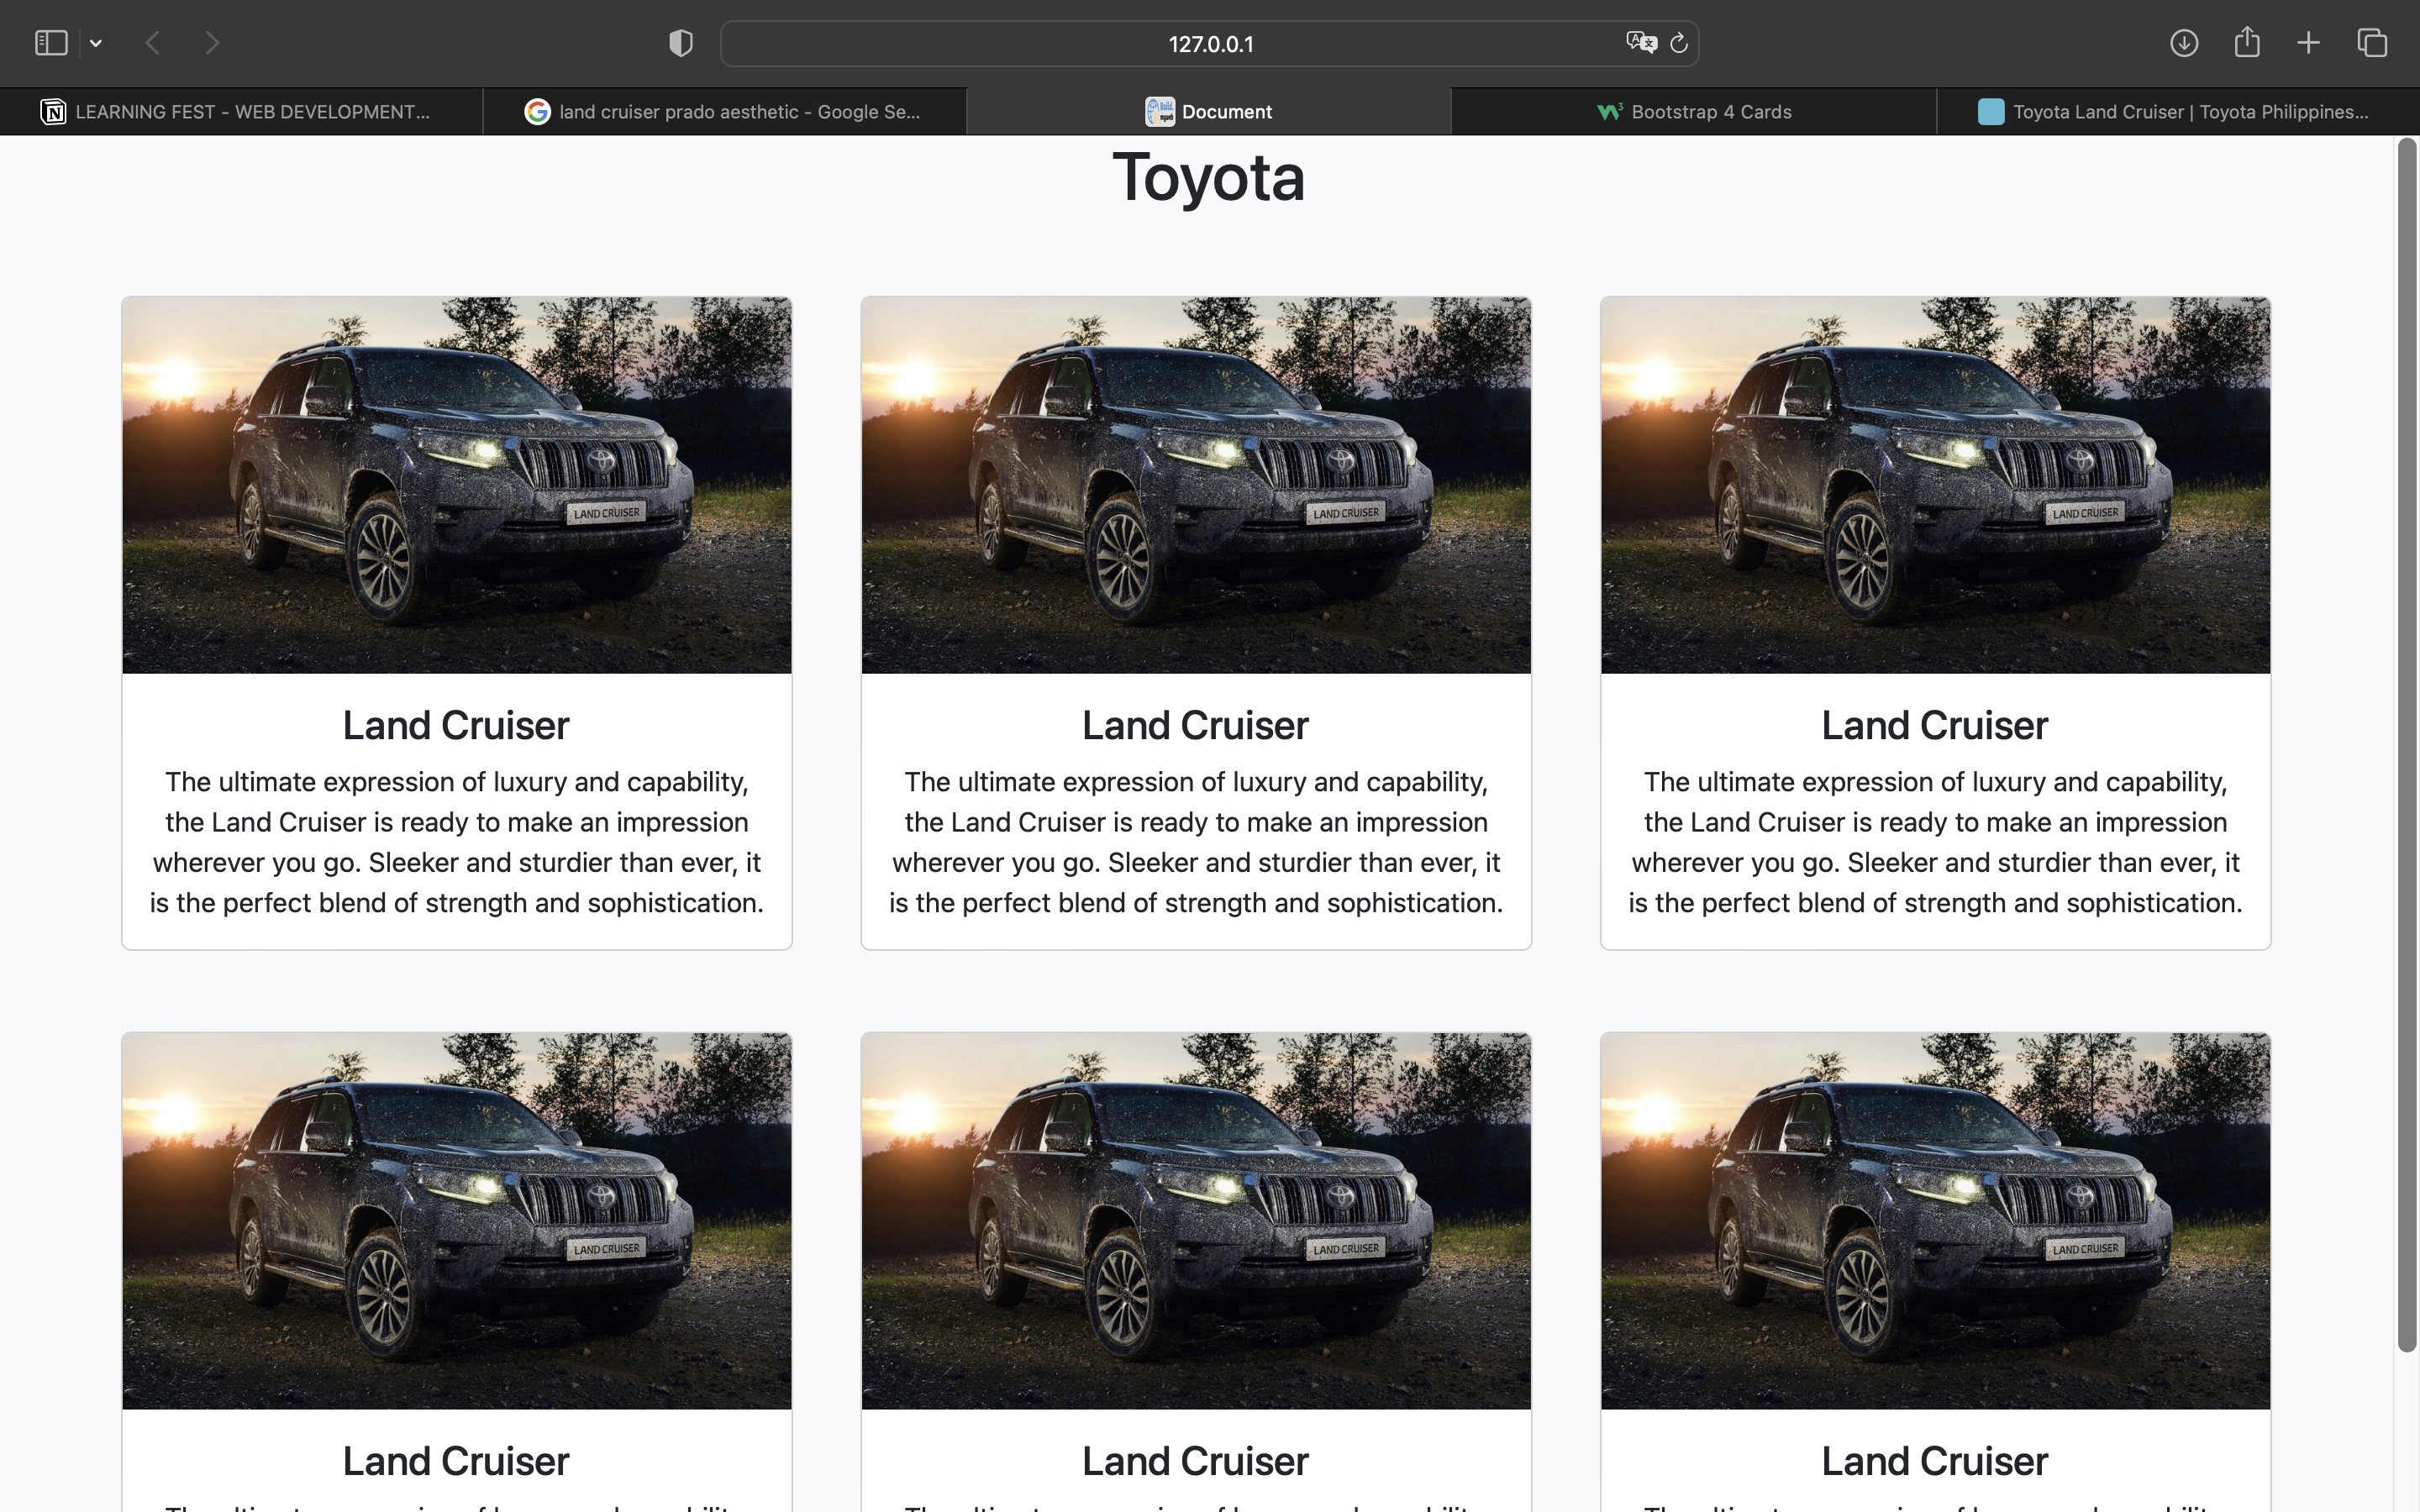 127.0.0.1
LEARNING FEST - WEB DEVELOPMENT...
land cruiser prado aesthetic - Google Se...
Document
Bootstrap 4 Cards
Toyota Land Cruiser | Toyota Philippines...
Toyota
LAND CRUISER
Land Cruiser
The ultimate expression of luxury and capability,
the Land Cruiser is ready to make an impression
wherever you go. Sleeker and sturdier than ever, it
is the perfect blend of strength and sophistication.
LAND CRUISER
Land Cruiser
The ultimate expression of luxury and capability,
the Land Cruiser is ready to make an impression
wherever you go. Sleeker and sturdier than ever, it
is the perfect blend of strength and sophistication.
LAND CRUISER
Land Cruiser
The ultimate expression of luxury and capability,
the Land Cruiser is ready to make an impression
wherever you go. Sleeker and sturdier than ever, it
is the perfect blend of strength and sophistication.
LAND CRUISER
Land Cruiser
LAND CRUISER
Land Cruiser
LAND CRUISER
Land Cruiser